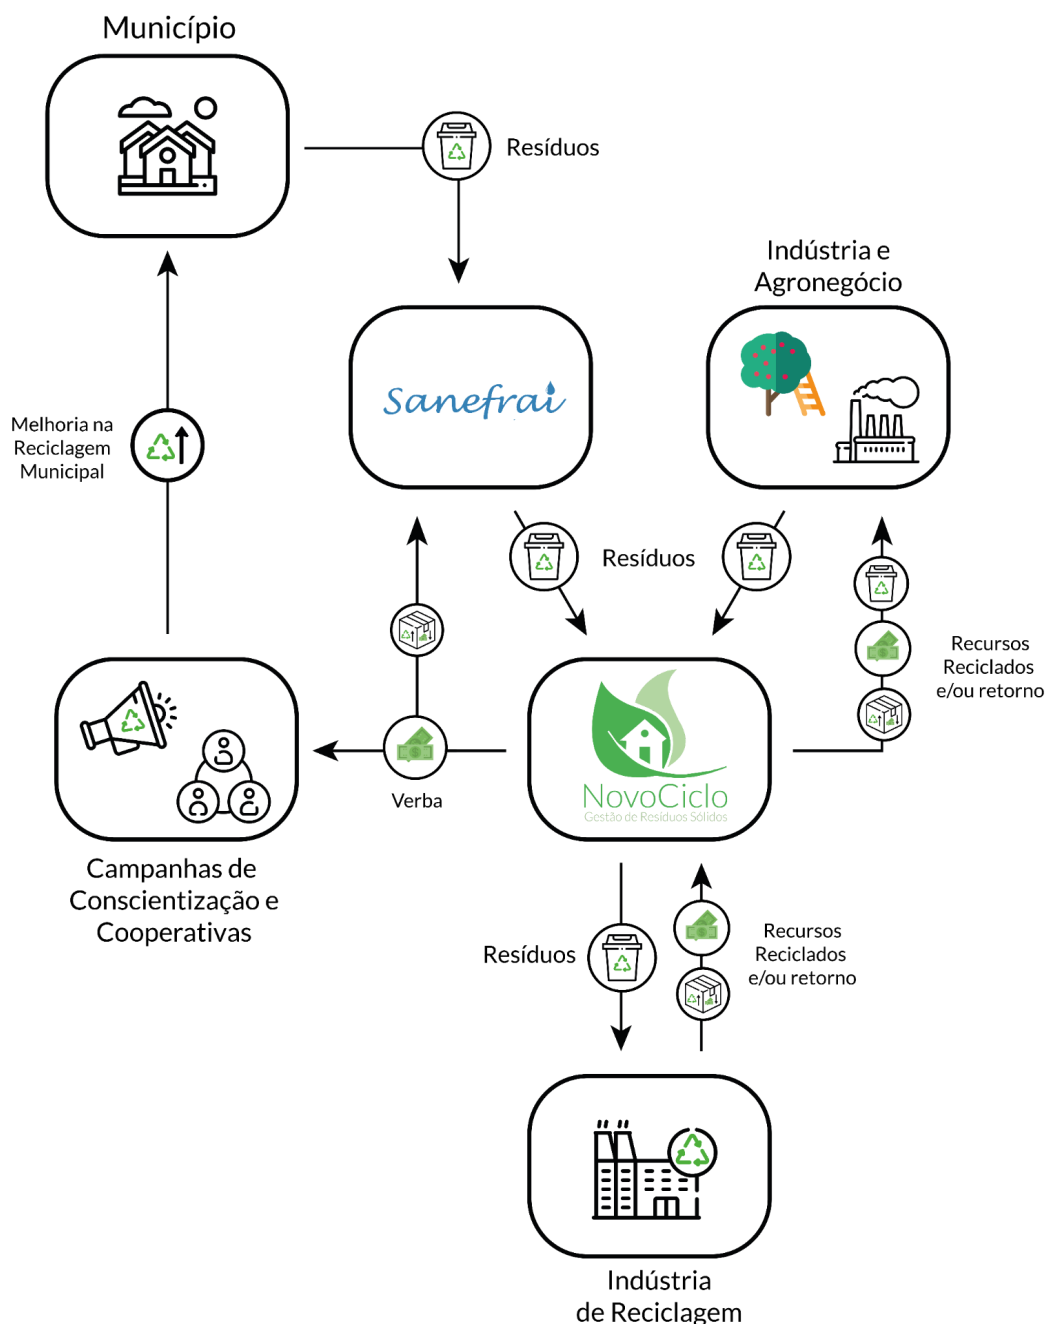 Município
Resíduos
Indústria e
Agronegócio
Sanefrai
Melhoria na
Reciclagem
Municipal
Resíduos
Recursos
Reciclados
e/ou retorno
NovoCiclo
Gestão de Resíduos Sólidos
Verba
Campanhas de
Conscientização e
Cooperativas
Resíduos
Recursos
Reciclados
e/ou retorno
Indústria
de Reciclagem